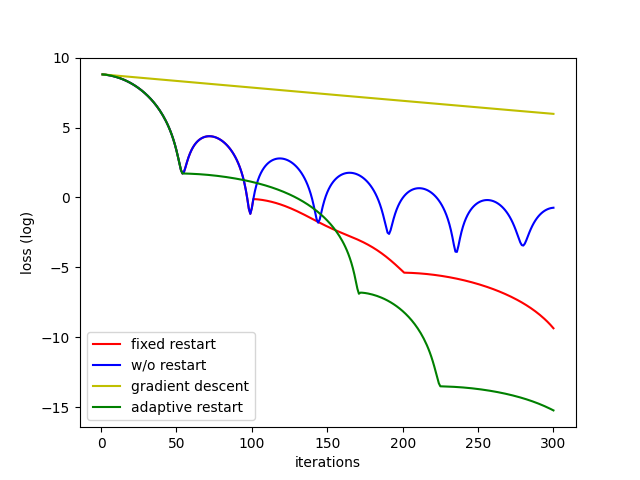 10
5
0
−5
−10
−15
loss (log)
fixed restart
w/o restart
gradient descent
adaptive restart
0
50
100
150
200
250
300
iterations